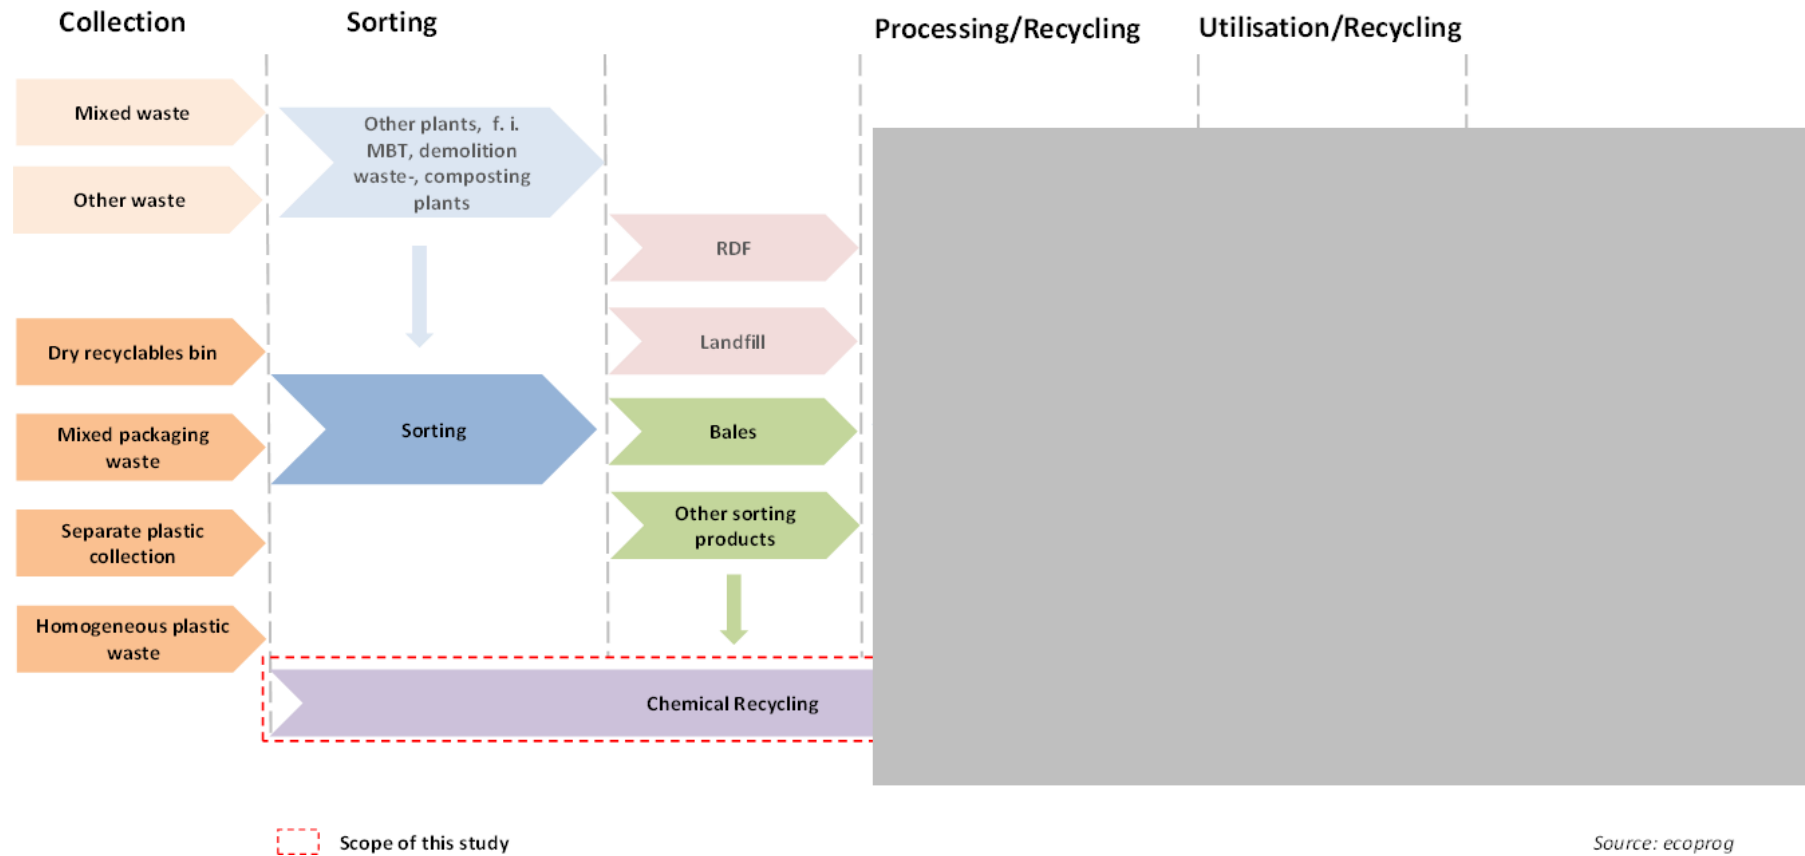 Collection
Sorting
Processing/Recycling
Utilisation/Recycling
Mixed waste
Other waste
Dry recyclables bin
Mixed packaging
waste
Separate plastic
collection
Homogeneous plastic
waste
Other plants, f. i.
MBT, demolition
waste-, composting
plants
Sorting
RDF
Landfill
Bales
Other sorting
products
Chemical Recycling
Scope of this study
Source: ecoprog